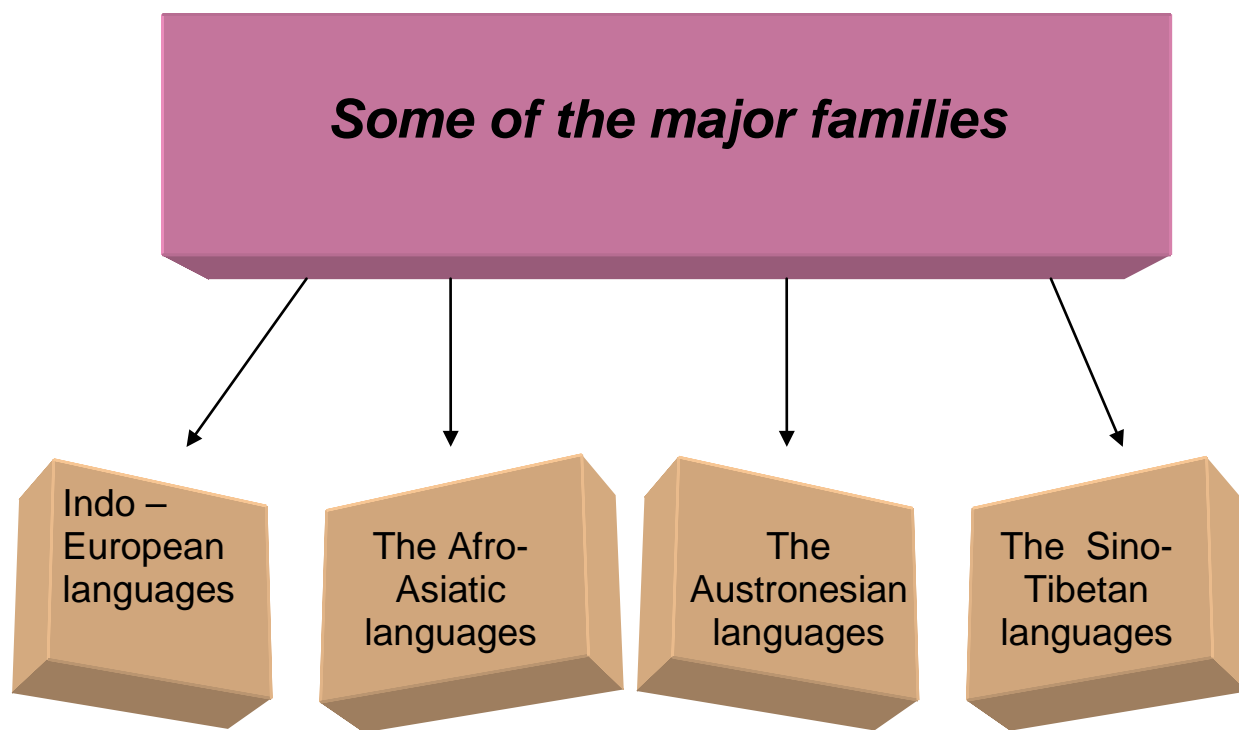 Some of the major families
Indo –
European
languages
The Afro-
Asiatic
languages
The
Austronesian
languages
The Sino-
Tibetan
languages